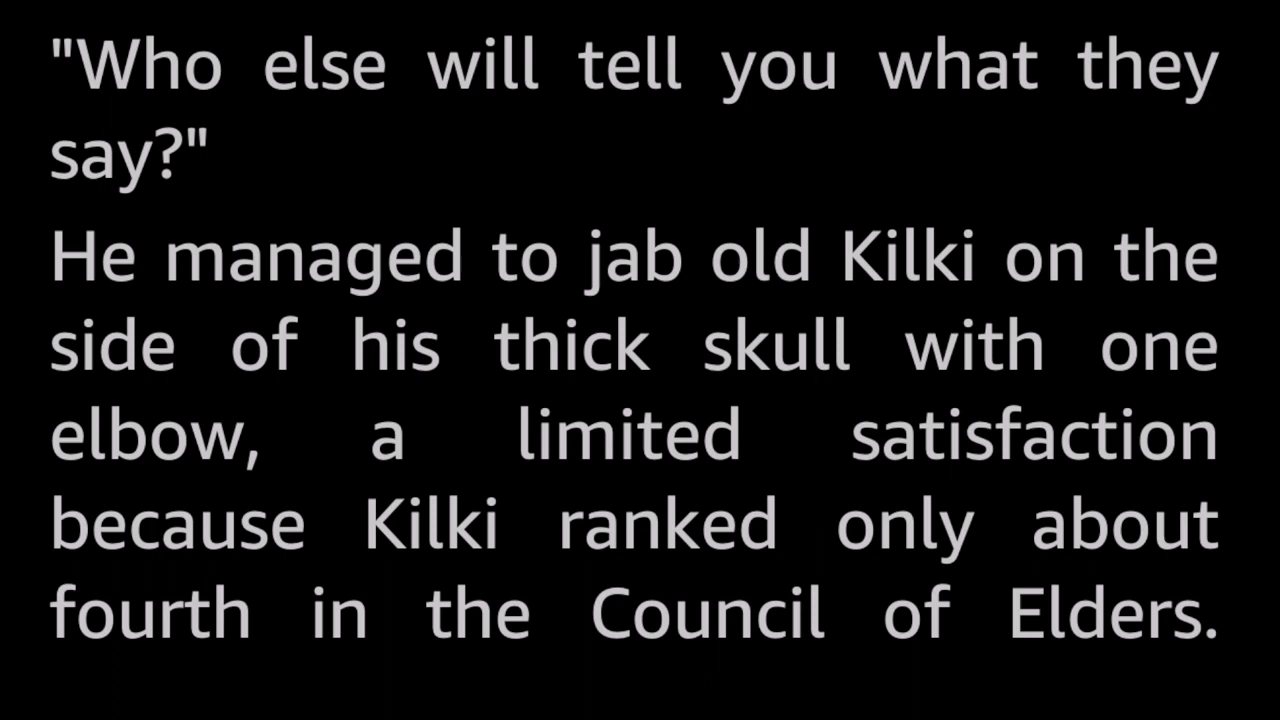 "Who else will tell you what they
say?"
He managed to jab old Kilki on the
side of his thick skull with one
elbow, a limited satisfaction
because Kilki ranked only about
fourth in the Council of Elders.